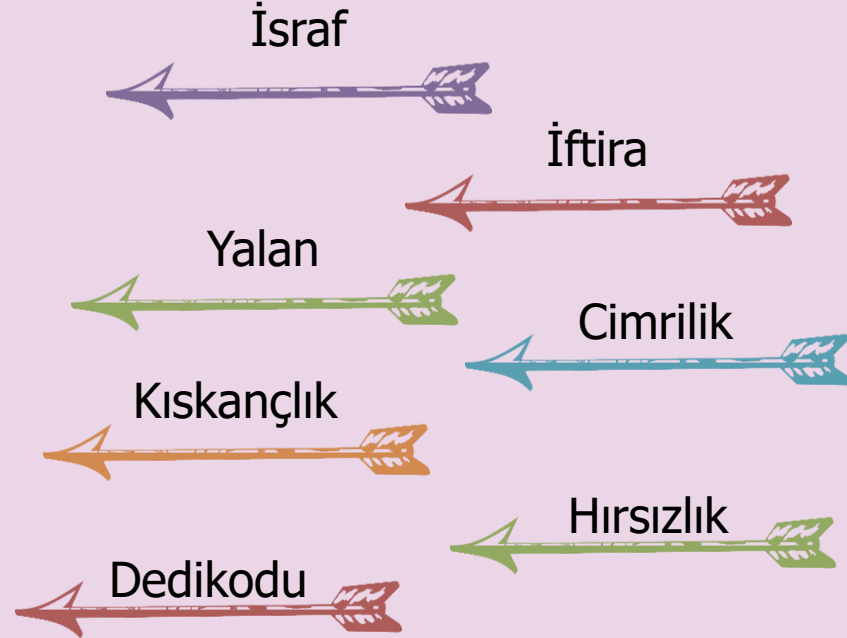 İsraf
İftira
Yalan
Cimrilik
Kıskançlık
Hırsızlık
Dedikodu